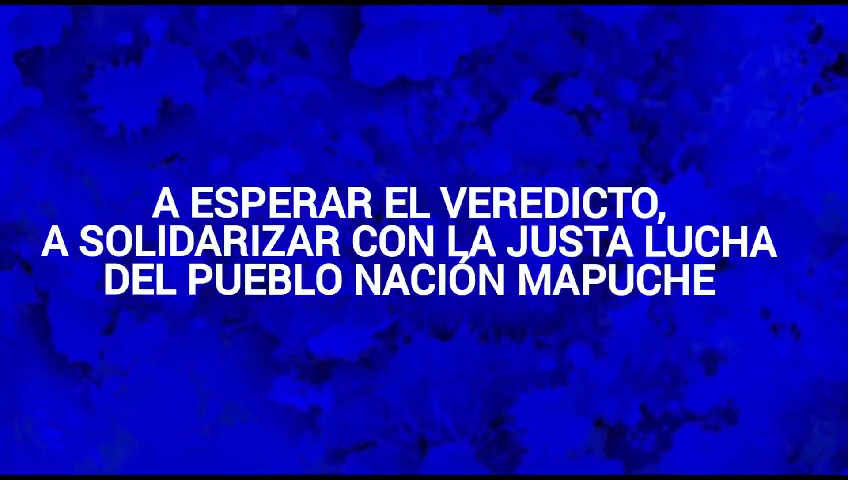 A ESPERAR EL VEREDICTO,
A SOLIDARIZAR CON LA JUSTA LUCHA
DEL PUEBLO NACIÓN MAPUCHE